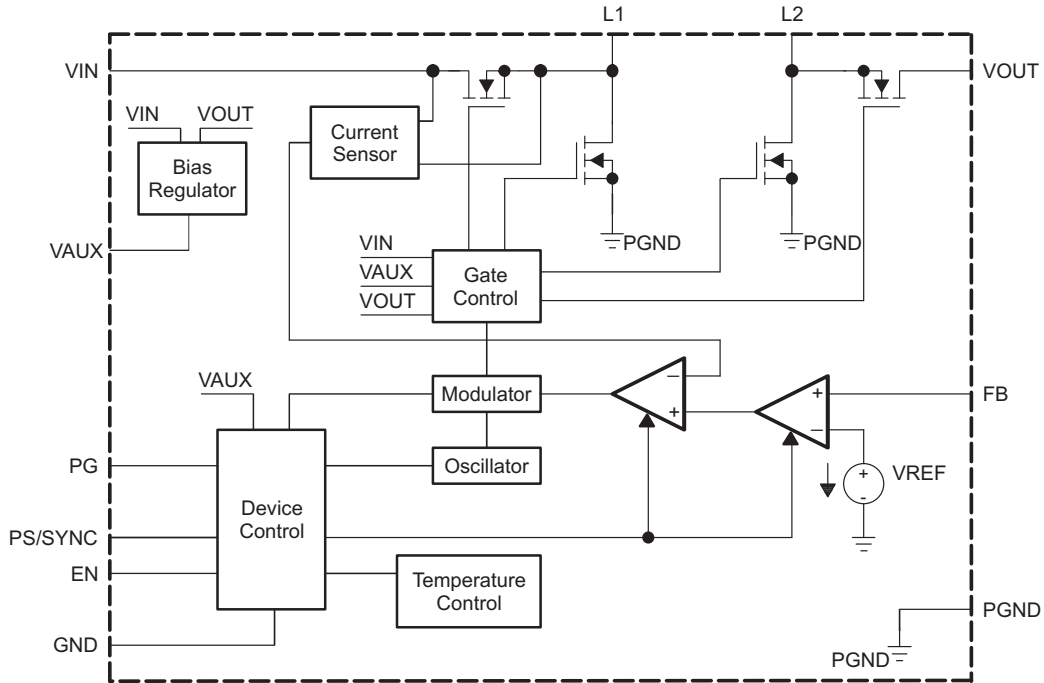 L1
L2
VIN
VOUT
VIN
VOUT
Current
Sensor
Bias
Regulator
VAUX
PGND
PGND
VIN
VAUX
VOUT
Gate
Control
VAUX
Modulator
−
+
+
−
FB
PG
Oscillator
+
-
VREF
Device
Control
PS/SYNC
EN
Temperature
Control
GND
PGND
PGND